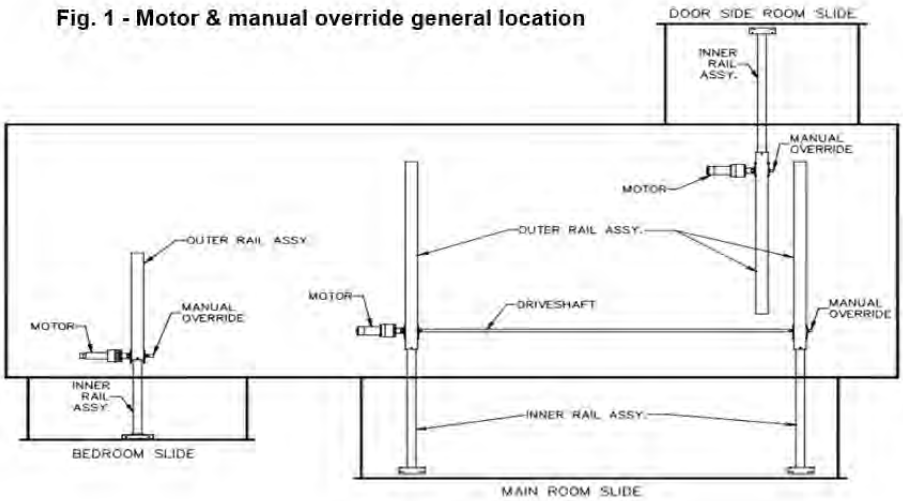 Fig. 1 - Motor & manual override general location
DOOR SIDE ROOM SLIDE
INNER
RAIL
ASSY.
MANUAL
OVERRIDE
MOTOR
OUTER RAIL ASSY.
OUTER RAIL ASSY.
MOTOR
DRIVESHAFT
MANUAL
OVERRIDE
MANUAL
OVERRIDE
MOTOR
INNER
RAIL
ASSY.
INNER RAIL ASSY.
BEDROOM SLIDE
MAIN ROOM SLIDE